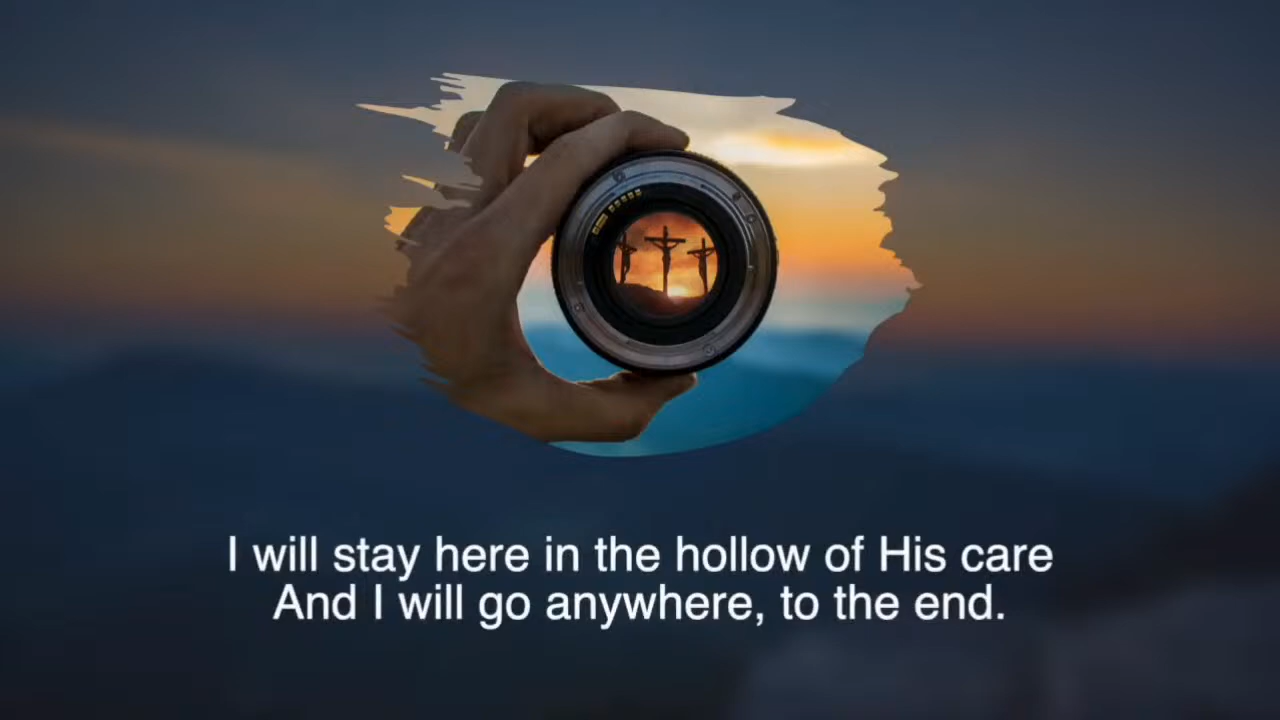 I will stay here in the hollow of His care
And I will go anywhere, to the end.